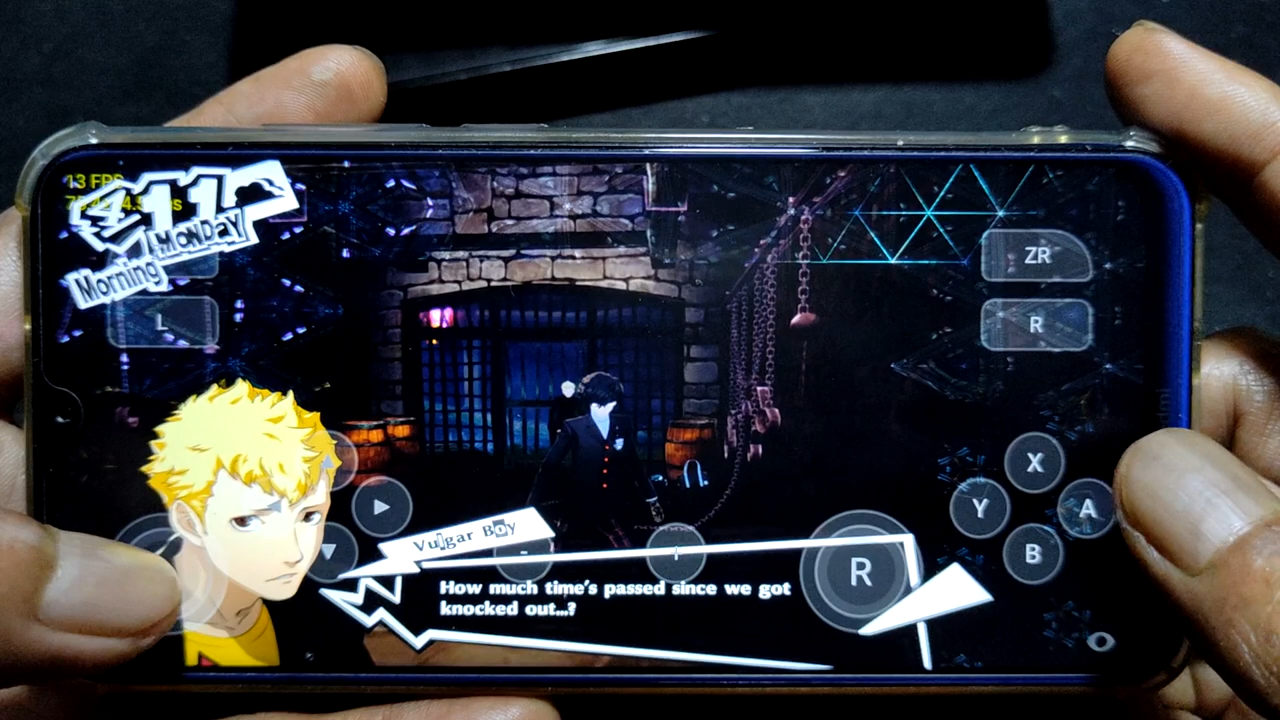 13 FPS
4/11
Monday
Morning
L
ZR
R
X
Y
A
B
R
Vulgar Boy
How much time's passed since we got
knocked out...?